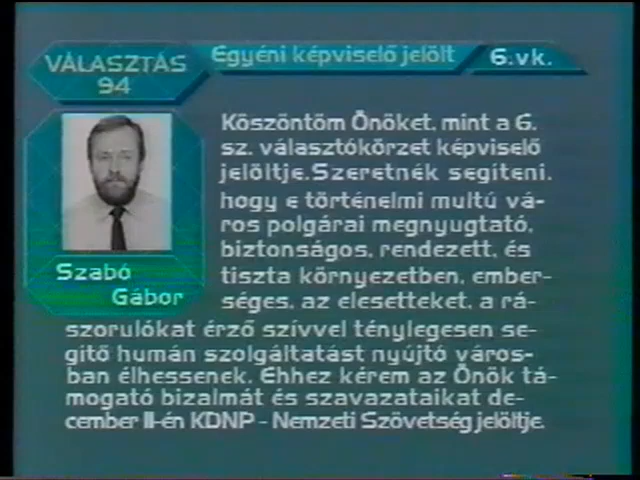 VÁLASZTÁS
94
Egyéni képviselő jelölt
6.vk.
Szabó
Gábor
Köszöntöm Önöket, mint a 6.
sz. választókörzet képviselő
jelöltje.Szeretnék segíteni,
hogy e történelmi multú vá-
ros polgárai megnyugtató,
biztonságos, rendezett, és
tiszta környezetben, ember-
séges, az elesetteket, a rá-
szorulókat érző szívvel ténylegesen se-
gítő humán szolgáltatást nyújtó város-
ban élhessenek. Ehhez kérem az Önök tá-
mogató bizalmát és szavazataikat de-
cember 11-én KDNP - Nemzeti Szövetség jelöltje.